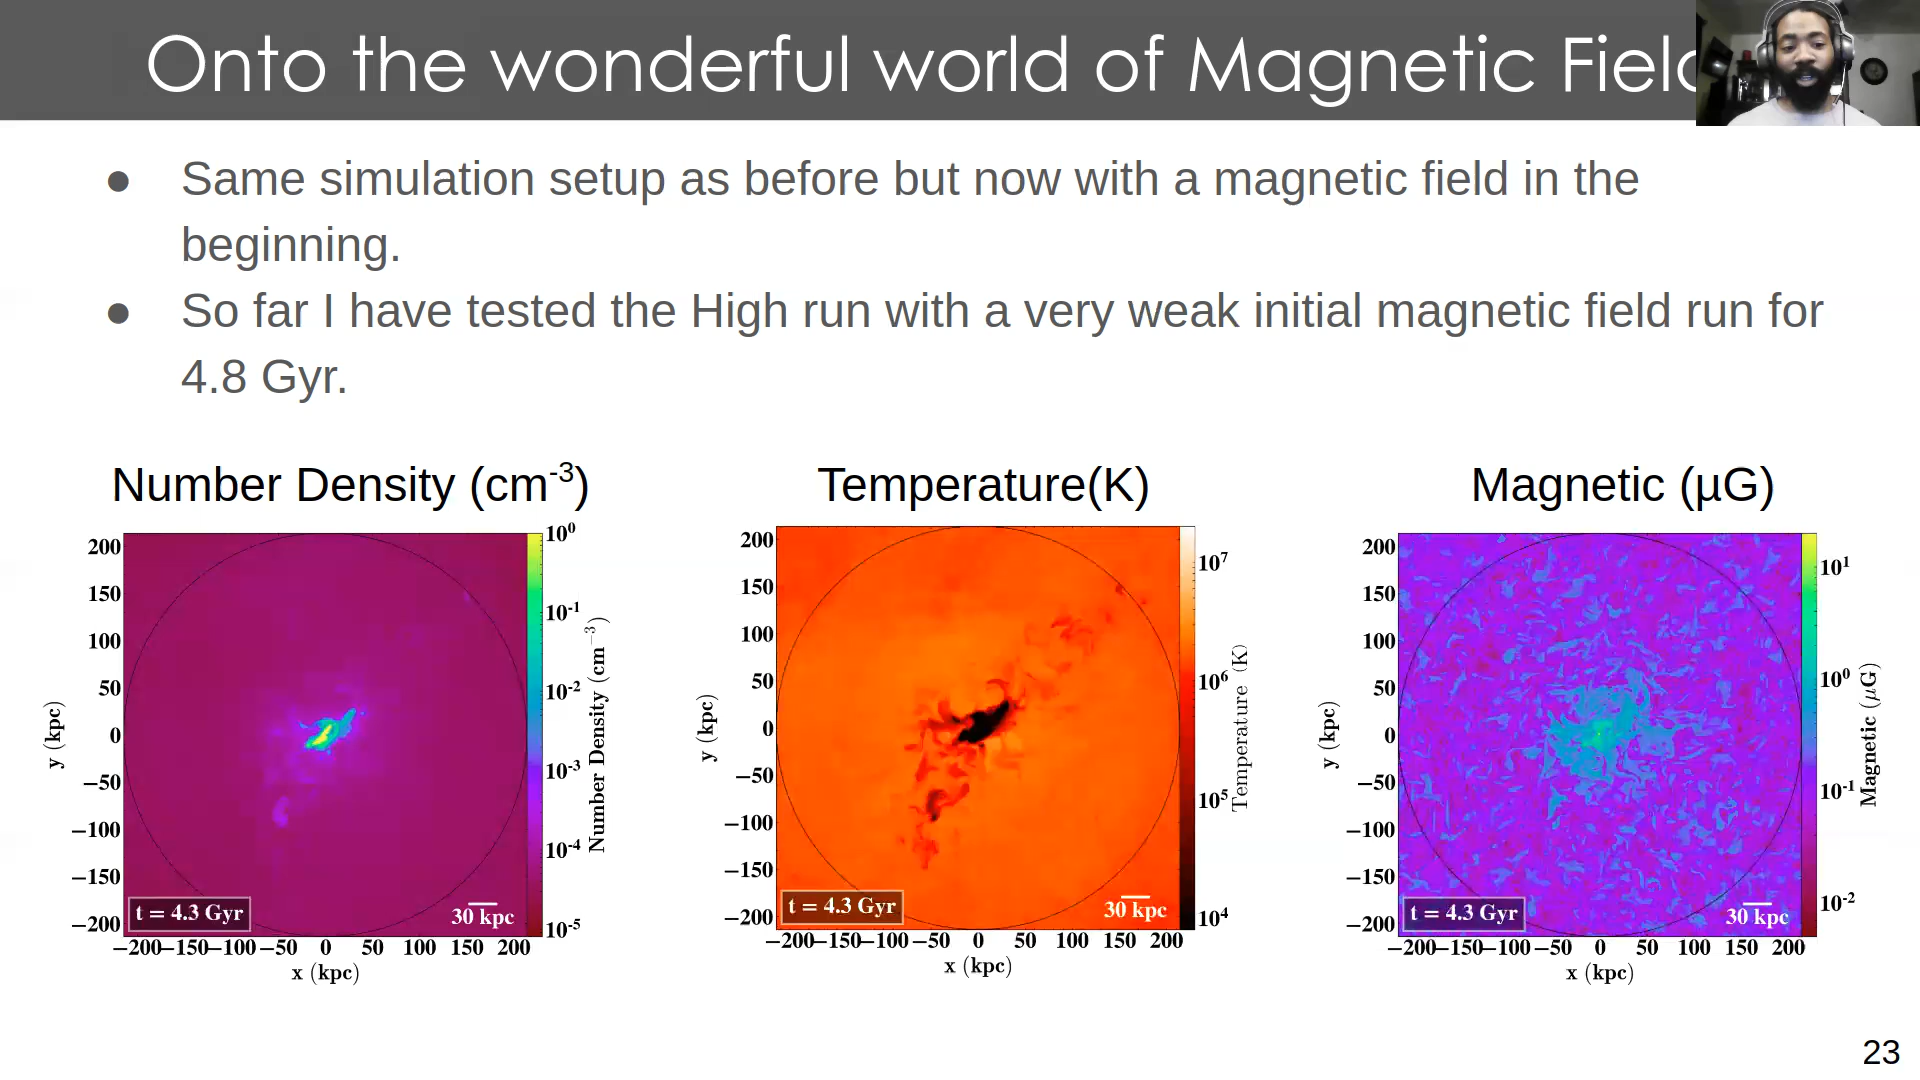 Onto the wonderful world of Magnetic Fiel
● Same simulation setup as before but now with a magnetic field in the
beginning.
● So far I have tested the High run with a very weak initial magnetic field run for
4.8 Gyr.
Number Density (cm⁻³)
200
150
100
50
0
−50
−100
−150
−200
y (kpc)
−200 −150 −100 −50 0 50 100 150 200
x (kpc)
t = 4.3 Gyr
30 kpc
10⁰
10⁻¹
10⁻²
10⁻³
10⁻⁴
10⁻⁵
Number Density (cm⁻³)
Temperature(K)
200
150
100
50
0
−50
−100
−150
−200
y (kpc)
−200 −150 −100 −50 0 50 100 150 200
x (kpc)
t = 4.3 Gyr
30 kpc
10⁷
10⁶
10⁵
10⁴
Temperature (K)
Magnetic (µG)
200
150
100
50
0
−50
−100
−150
−200
y (kpc)
−200 −150 −100 −50 0 50 100 150 200
x (kpc)
t = 4.3 Gyr
30 kpc
10¹
10⁰
10⁻¹
10⁻²
Magnetic (µG)
23